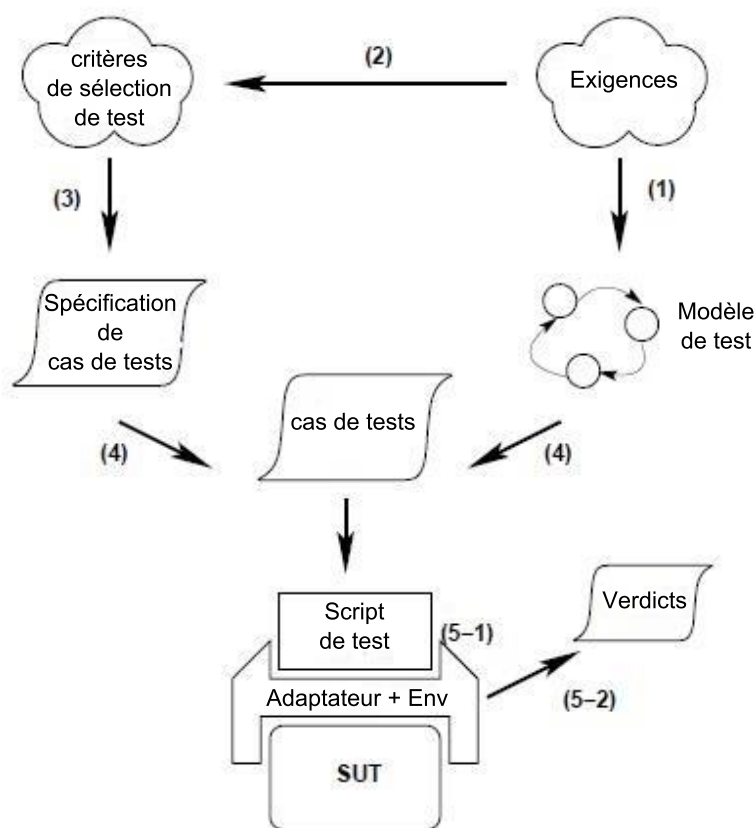 critères
de sélection
de test
(2)
Exigences
(3)
(1)
Spécification
de
cas de tests
Modèle
de test
cas de tests
(4)
(4)
Script
de test
(5–1)
Verdicts
Adaptateur + Env
(5–2)
SUT